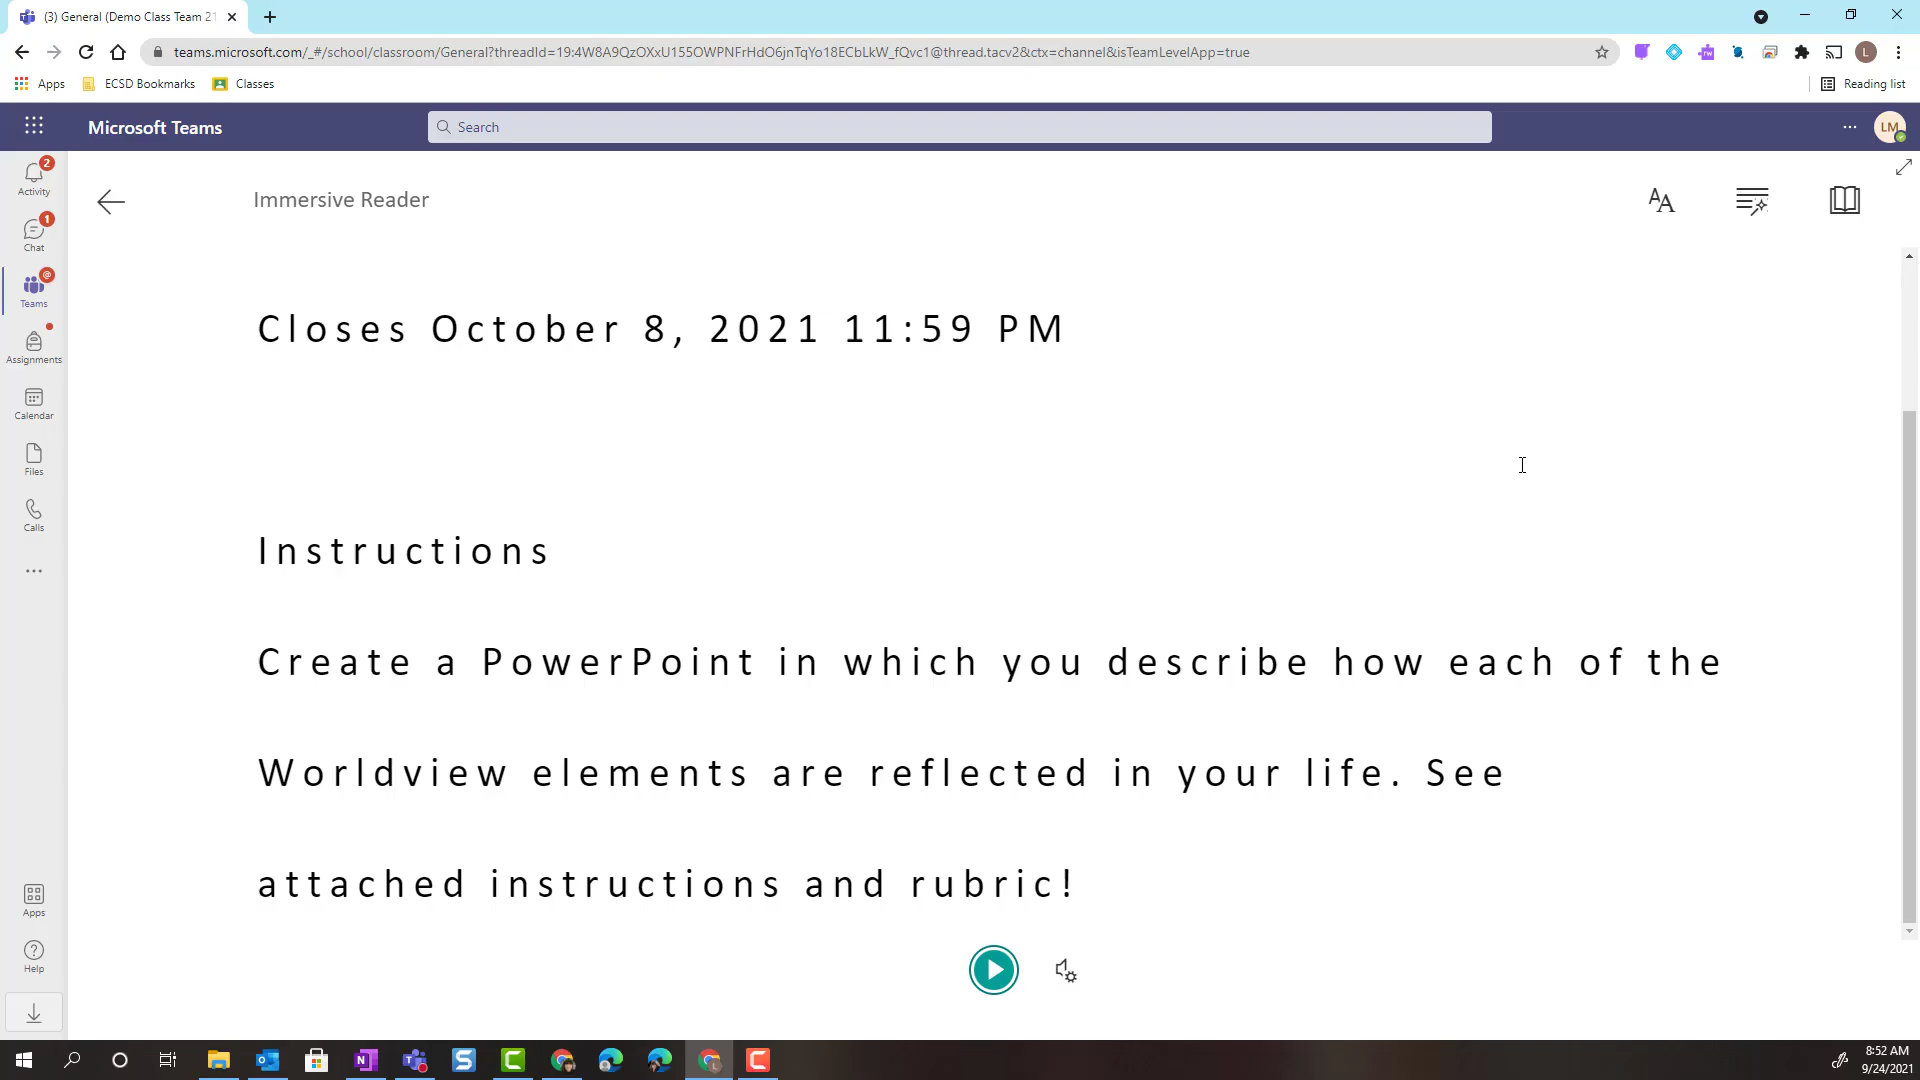 (3) General (Demo Class Team 21
teams.microsoft.com/_#/school/classroom/General?threadId=19:4W8A9QzOXxU155OWPNFrHdO6jnTqYo18ECbLkW_fQvc1@thread.tacv2&ctx=channel&isTeamLevelApp=true
L
Apps
ECSD Bookmarks
Classes
Reading list
Microsoft Teams
Search
LM
2
Activity
1
Chat
@
Teams
Assignments
Calendar
Files
Calls
Apps
Help
Immersive Reader
AA
Closes October 8, 2021 11:59 PM
Instructions
Create a PowerPoint in which you describe how each of the
Worldview elements are reflected in your life. See
attached instructions and rubric!
8:52 AM
9/24/2021